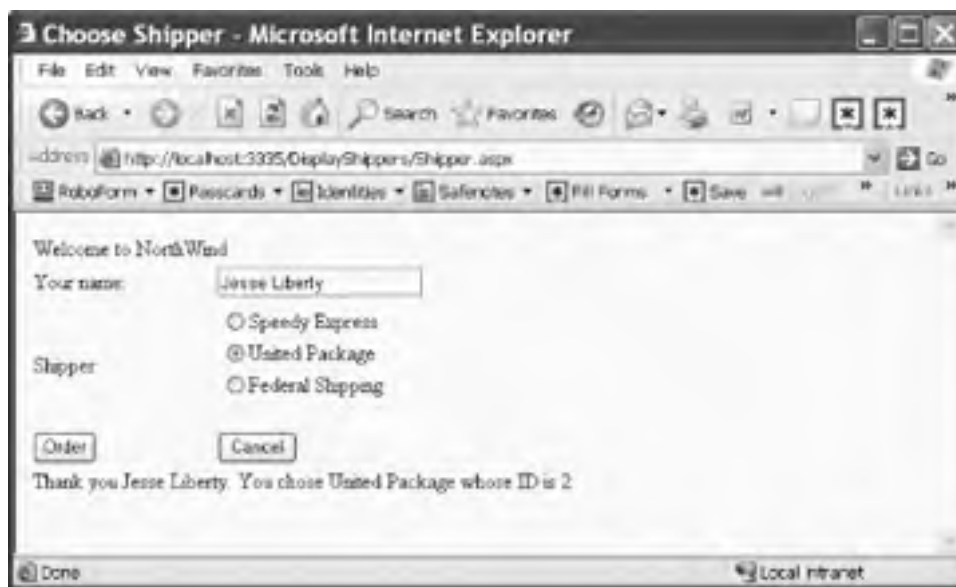 Choose Shipper - Microsoft Internet Explorer
File Edit View Favorites Tools Help
Back Search Favorites
Address http://localhost:3335/DisplayShippers/Shipper.aspx Go
RoboForm Passcards Identities Safenotes Fill Forms Save Links
Welcome to NorthWind
Your name: Jesse Liberty
Speedy Express
United Package
Shipper
Federal Shipping
Order Cancel
Thank you Jesse Liberty. You chose United Package whose ID is 2
Done Local intranet